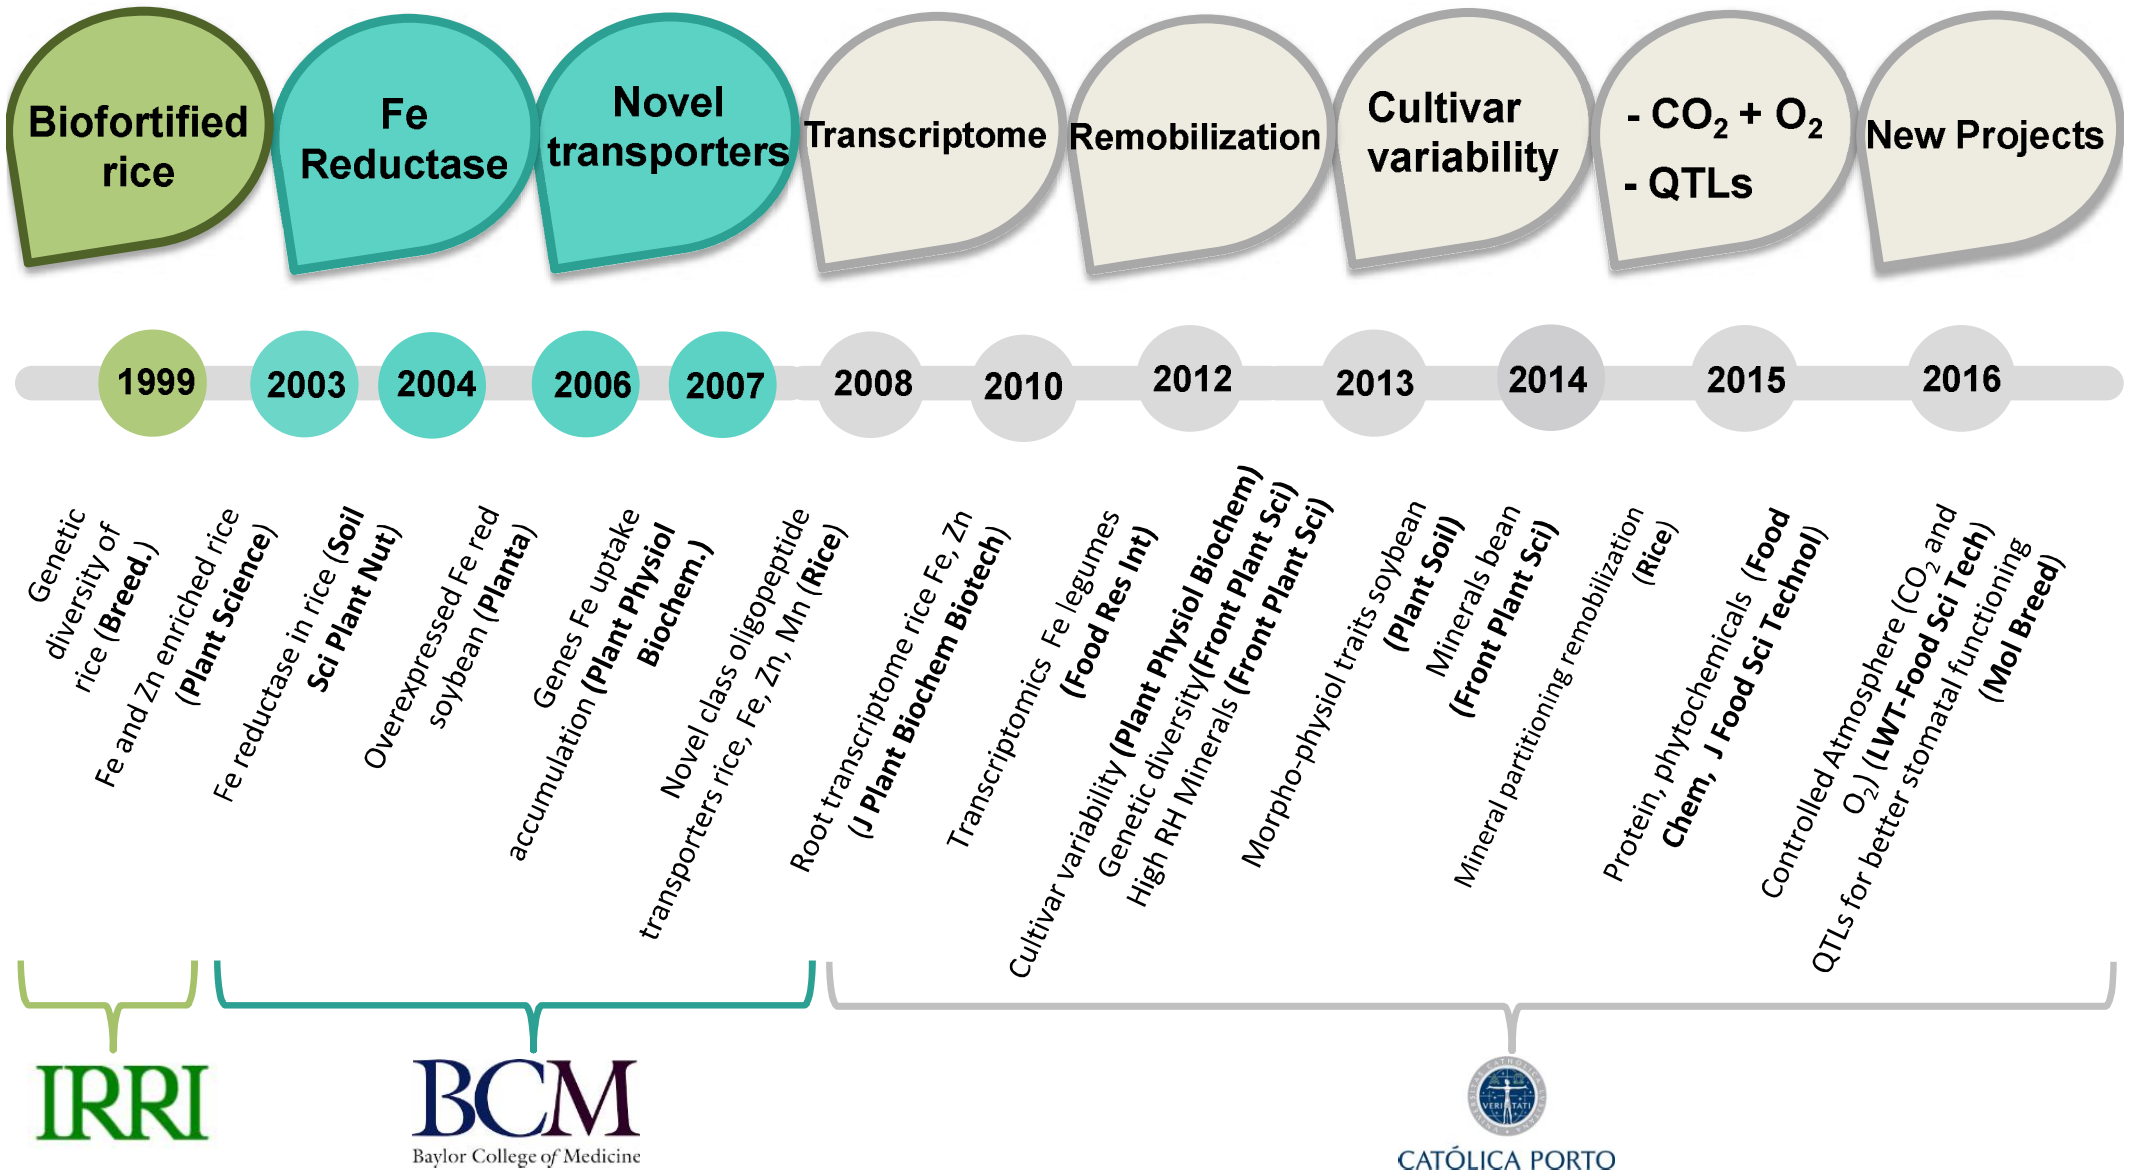 Biofortified
rice
Fe
Reductase
Novel
transporters
Transcriptome
Remobilization
Cultivar
variability
- CO₂ + O₂
- QTLs
New Projects
1999
2003
2004
2006
2007
2008
2010
2012
2013
2014
2015
2016
Genetic
diversity of
rice (Breed.)
Fe and Zn enriched rice
(Plant Science)
Fe reductase in rice (Soil
Sci Plant Nut)
Overexpressed Fe red
soybean (Planta)
Genes Fe uptake
accumulation (Plant Physiol
Biochem.)
Novel class oligopeptide
transporters rice, Fe, Zn, Mn (Rice)
Root transcriptome rice Fe, Zn
(J Plant Biochem Biotech)
Transcriptomics Fe legumes
(Food Res Int)
Cultivar variability (Plant Physiol Biochem)
Genetic diversity(Front Plant Sci)
High RH Minerals (Front Plant Sci)
Morpho-physiol traits soybean
(Plant Soil)
Minerals bean
(Front Plant Sci)
Mineral partitioning remobilization
(Rice)
Protein, phytochemicals (Food
Chem, J Food Sci Technol)
Controlled Atmosphere (CO₂ and
O₂) (LWT-Food Sci Tech)
QTLs for better stomatal functioning
(Mol Breed)
IRRI
BCM
Baylor College of Medicine
VERITATI
CATÓLICA PORTO